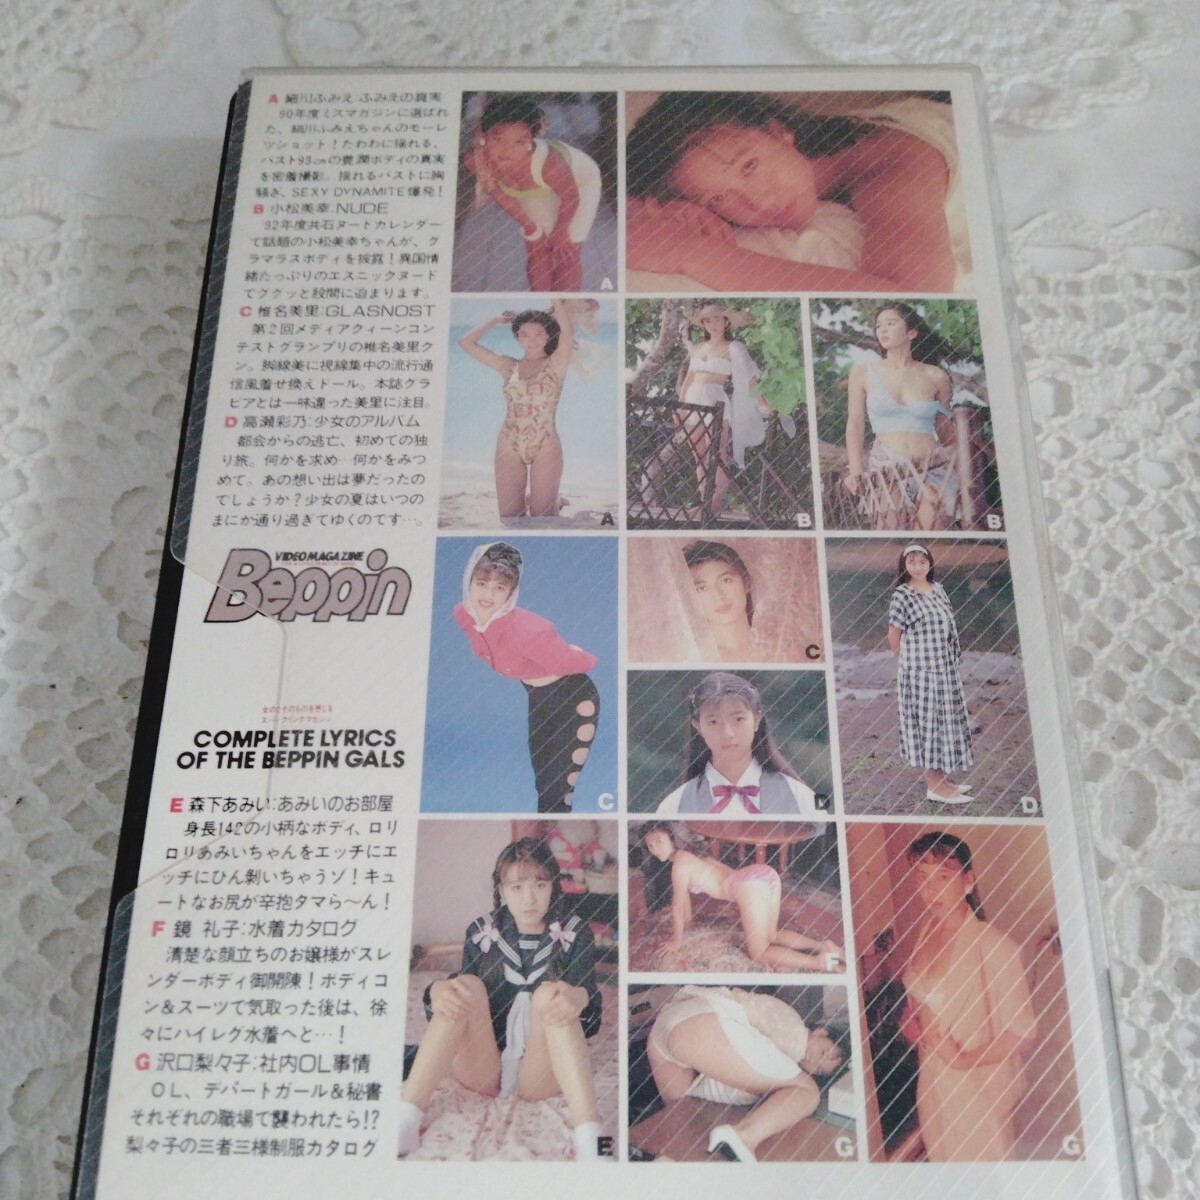 A 細川ふみえ:ふみえの真実
90年度ミスマガジンに選ばれ
た、細川ふみえちゃんのモーレ
ツショット!たわわに揺れる、
バスト93cmの豊潤ボディの真実
を密着撮影。揺れるバストに胸
騒ぎ、SEXY DYNAMITE爆発!
B 小松美幸:NUDE
92年度共石ヌードカレンダー
で話題の小松美幸ちゃんが、グ
ラマラスボディを披露!異国情
緒たっぷりのエスニックヌード
でググッと股間に迫まります。
C 椎名美里:GLASNOST
第2回メディアクィーンコン
テストグランプリの椎名美里ク
ン。脚線美に視線集中の流行通
信風着せ換えドール。本誌グラ
ビアとは一味違った美里に注目。
D 高瀬彩乃:少女のアルバム
都会からの逃亡、初めての独
り旅。何かを求め…何かをみつ
めて。あの想い出は夢だったの
でしょうか?少女の夏はいつの
まにか通り過ぎてゆくのです…。
VIDEO MAGAZINE
Beppin
女のコそのものを感じる
スパークリングマガジン
COMPLETE LYRICS
OF THE BEPPIN GALS
E 森下あみい:あみいのお部屋
身長142の小柄なボディ、ロリ
ロリあみいちゃんをエッチにエ
ッチにひん剝いちゃうゾ!キュ
ートなお尻が辛抱タマら〜ん!
F 鏡 礼子:水着カタログ
清楚な顔立ちのお嬢様がスレ
ンダーボディ御開陳!ボディコ
ン&スーツで気取った後は、徐
々にハイレグ水着へと…!
G 沢口梨々子:社内OL事情
OL、デパートガール&秘書
それぞれの職場で襲われたら!?
梨々子の三者三様制服カタログ
A
A
B
B
C
C
D
D
E
F
G
G